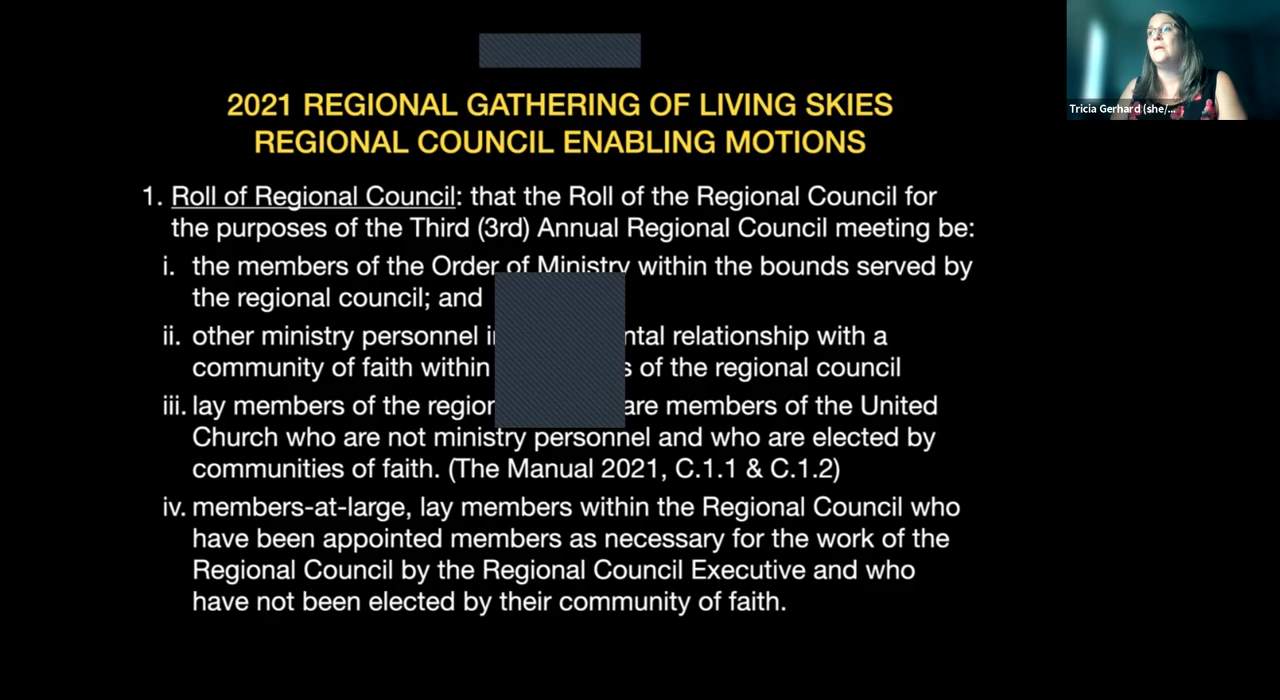 2021 REGIONAL GATHERING OF LIVING SKIES
REGIONAL COUNCIL ENABLING MOTIONS
1. Roll of Regional Council: that the Roll of the Regional Council for
the purposes of the Third (3rd) Annual Regional Council meeting be:
i. the members of the Order of Ministry within the bounds served by
the regional council; and
ii. other ministry personnel relationship with a
community of faith within of the regional council
iii. lay members of the are members of the United
Church who are not ministry personnel and who are elected by
communities of faith. (The Manual 2021, C.1.1 & C.1.2)
iv. members-at-large, lay members within the Regional Council who
have been appointed members as necessary for the work of the
Regional Council by the Regional Council Executive and who
have not been elected by their community of faith.
Tricia Gerhard (she/...